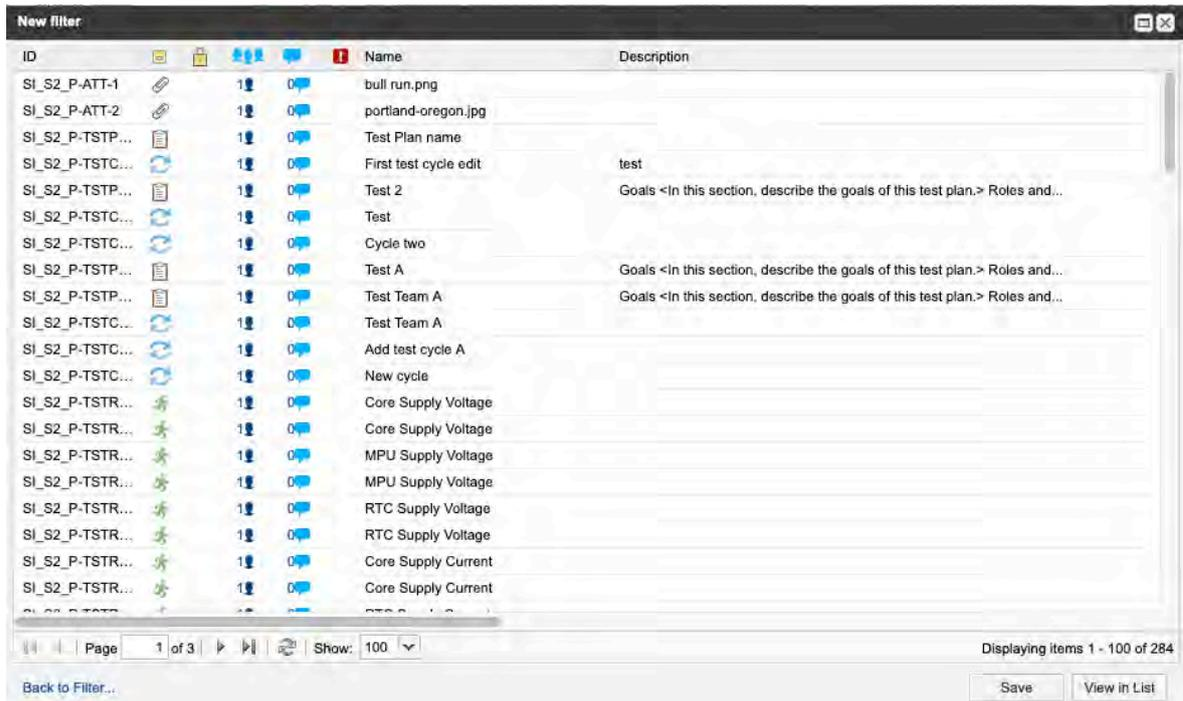 New filter
ID Name Description
SI_S2_P-ATT-1 1 0 bull run.png
SI_S2_P-ATT-2 1 0 portland-oregon.jpg
SI_S2_P-TSTP... 1 0 Test Plan name
SI_S2_P-TSTC... 1 0 First test cycle edit test
SI_S2_P-TSTP... 1 0 Test 2 Goals <In this section, describe the goals of this test plan.> Roles and...
SI_S2_P-TSTC... 1 0 Test
SI_S2_P-TSTC... 1 0 Cycle two
SI_S2_P-TSTP... 1 0 Test A Goals <In this section, describe the goals of this test plan.> Roles and...
SI_S2_P-TSTP... 1 0 Test Team A Goals <In this section, describe the goals of this test plan.> Roles and...
SI_S2_P-TSTC... 1 0 Test Team A
SI_S2_P-TSTC... 1 0 Add test cycle A
SI_S2_P-TSTC... 1 0 New cycle
SI_S2_P-TSTR... 1 0 Core Supply Voltage
SI_S2_P-TSTR... 1 0 Core Supply Voltage
SI_S2_P-TSTR... 1 0 MPU Supply Voltage
SI_S2_P-TSTR... 1 0 MPU Supply Voltage
SI_S2_P-TSTR... 1 0 RTC Supply Voltage
SI_S2_P-TSTR... 1 0 RTC Supply Voltage
SI_S2_P-TSTR... 1 0 Core Supply Current
SI_S2_P-TSTR... 1 0 Core Supply Current
Page 1 of 3 Show: 100 Displaying items 1 - 100 of 284
Back to Filter... Save View in List